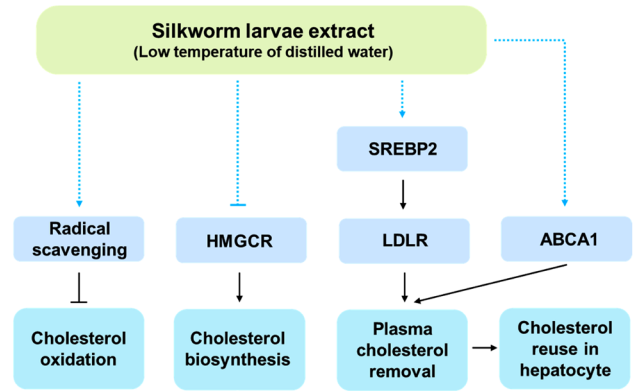 Silkworm larvae extract
(Low temperature of distilled water)
SREBP2
Radical
scavenging
HMGCR
LDLR
ABCA1
Cholesterol
oxidation
Cholesterol
biosynthesis
Plasma
cholesterol
removal
Cholesterol
reuse in
hepatocyte